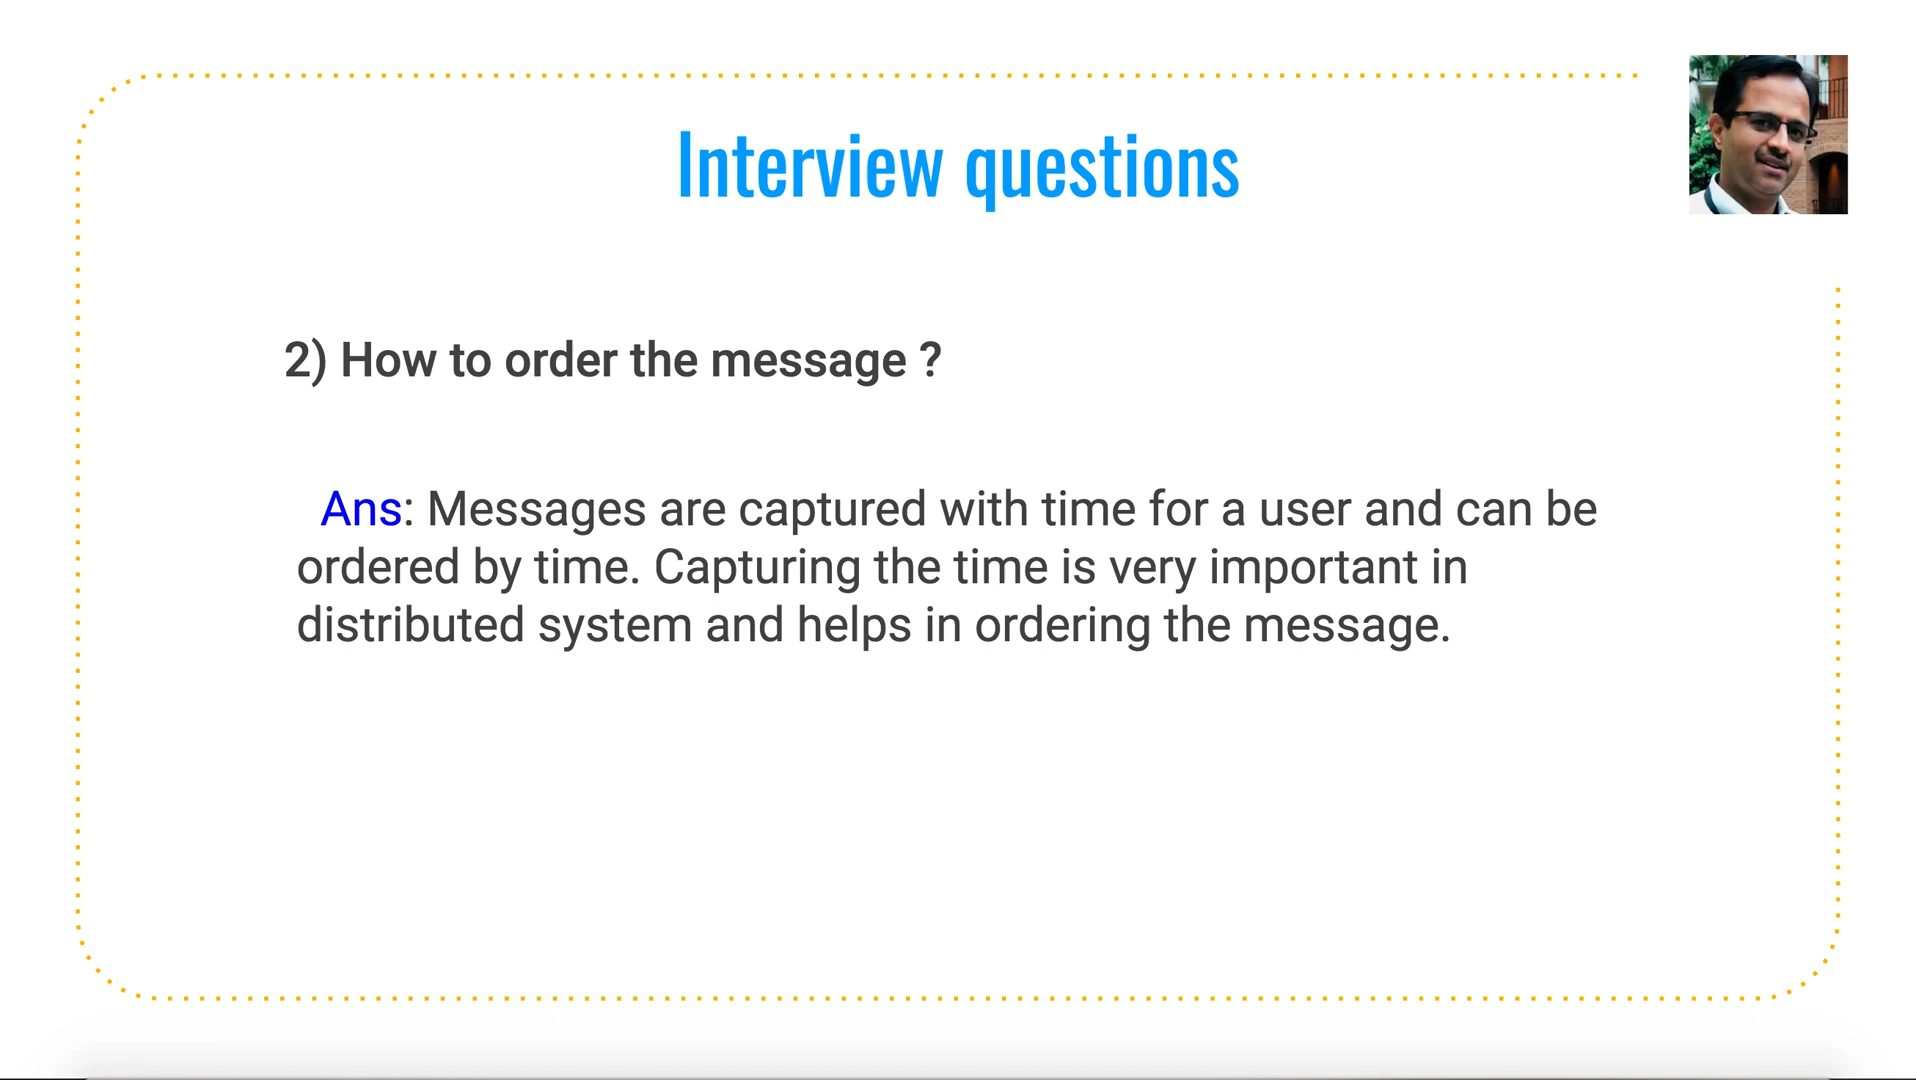 Interview questions
2) How to order the message ?
Ans: Messages are captured with time for a user and can be
ordered by time. Capturing the time is very important in
distributed system and helps in ordering the message.